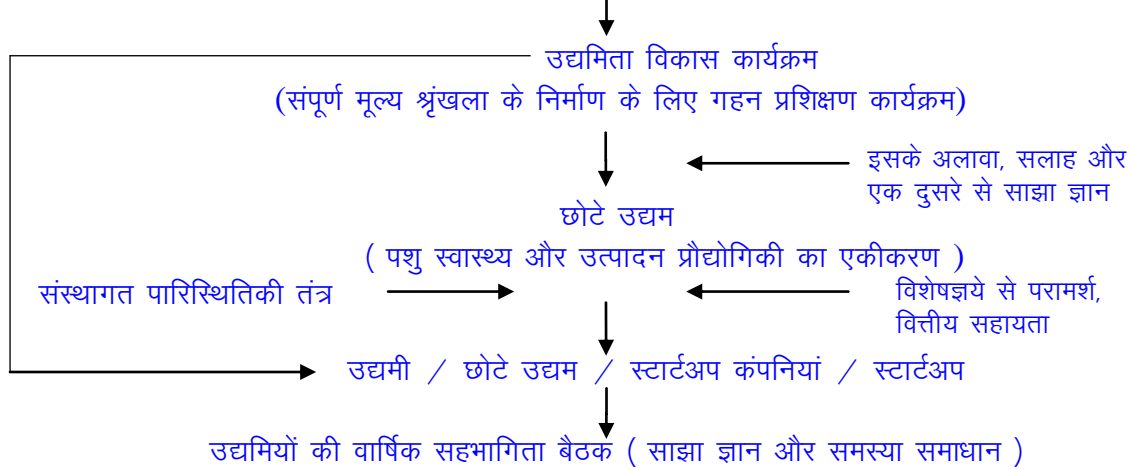 उद्यमिता विकास कार्यक्रम
(संपूर्ण मूल्य श्रृंखला के निर्माण के लिए गहन प्रशिक्षण कार्यक्रम)
इसके अलावा, सलाह और
एक दुसरे से साझा ज्ञान
छोटे उद्यम
( पशु स्वास्थ्य और उत्पादन प्रौद्योगिकी का एकीकरण )
संस्थागत पारिस्थितिकी तंत्र
विशेषज्ञये से परामर्श,
वित्तीय सहायता
उद्यमी / छोटे उद्यम / स्टार्टअप कंपनियां / स्टार्टअप
उद्यमियों की वार्षिक सहभागिता बैठक ( साझा ज्ञान और समस्या समाधान )